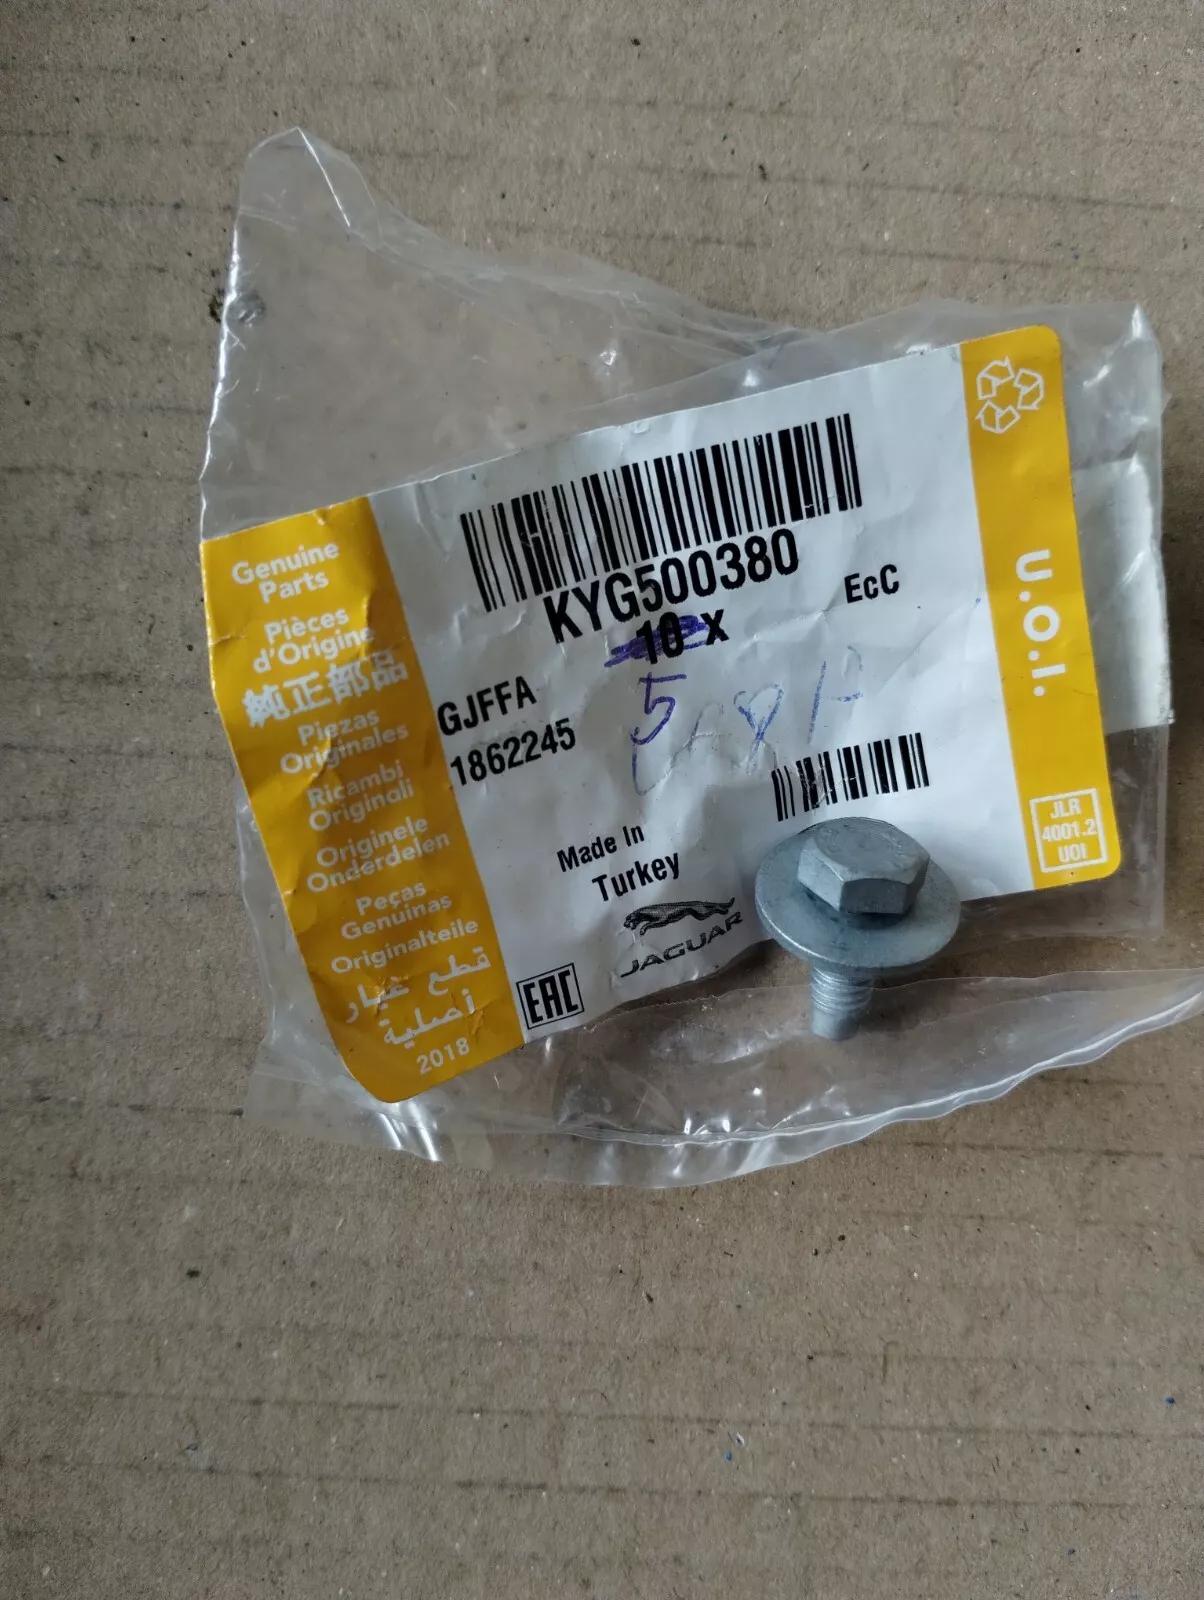 Genuine
Parts
Pièces
d'Origine
純正部品
Piezas
Originales
Ricambi
Originali
Originele
Onderdelen
Peças
Genuinas
Originalteile
قطع غيار
أصلية
2018
KYG500380
10 X
EcC
5
GJFFA
1862245
Made In
Turkey
JAGUAR
EAC
U.O.I.
JLR
4001.2
UOI